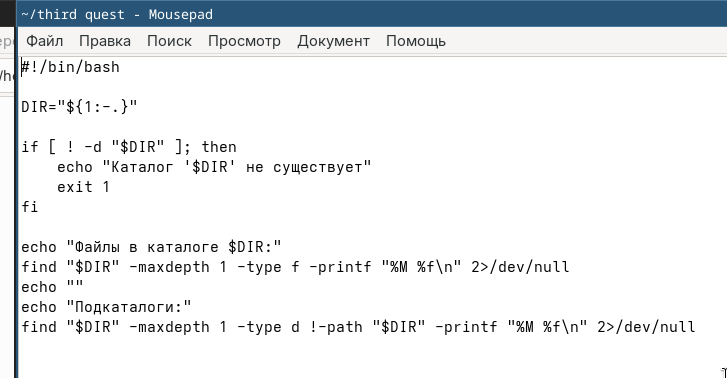 ~/third quest - Mousepad
Файл Правка Поиск Просмотр Документ Помощь
#!/bin/bash
DIR="${1:-.}"
if [ ! -d "$DIR" ]; then
    echo "Каталог '$DIR' не существует"
    exit 1
fi
echo "Файлы в каталоге $DIR:"
find "$DIR" -maxdepth 1 -type f -printf "%M %f\n" 2>/dev/null
echo ""
echo "Подкаталоги:"
find "$DIR" -maxdepth 1 -type d !-path "$DIR" -printf "%M %f\n" 2>/dev/null